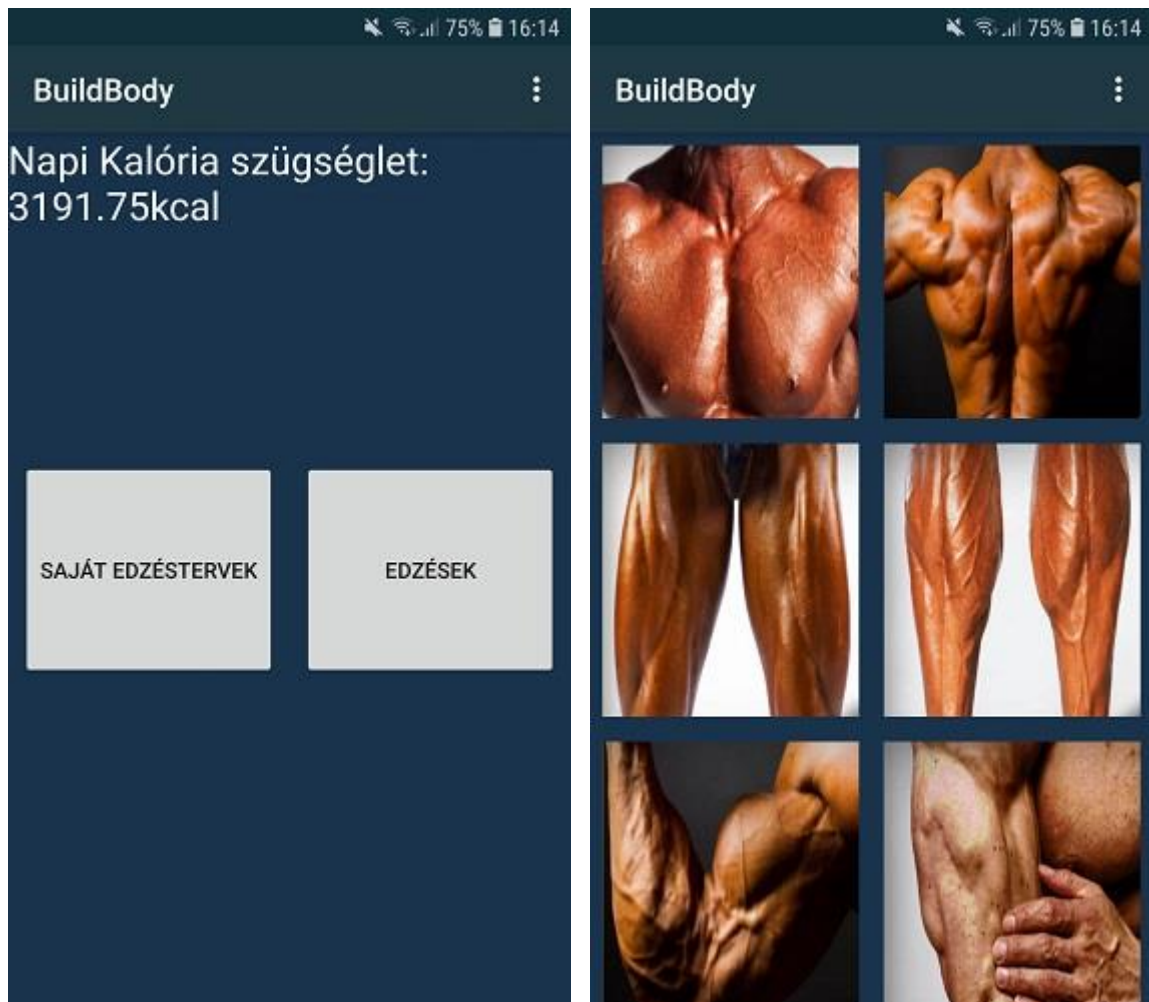 75% 16:14
BuildBody
Napi Kalória szügséglet:
3191.75kcal
SAJÁT EDZÉSTERVEK
EDZÉSEK
75% 16:14
BuildBody